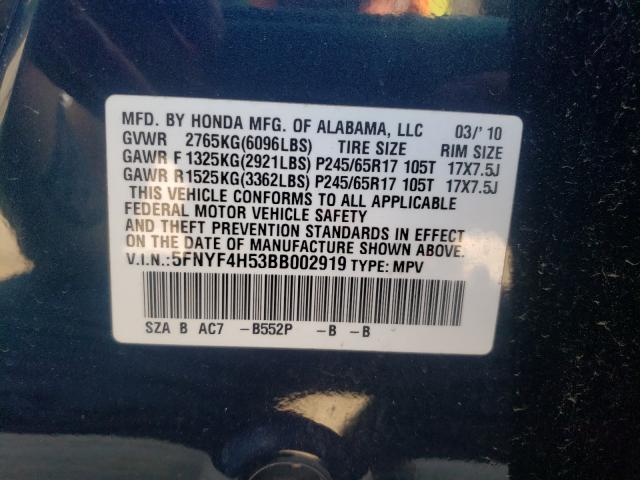 MFD. BY HONDA MFG. OF ALABAMA, LLC 03/'10
GVWR 2765KG(6096LBS) TIRE SIZE RIM SIZE
GAWR F 1325KG(2921LBS) P245/65R17 105T 17X7.5J
GAWR R1525KG(3362LBS) P245/65R17 105T 17X7.5J
THIS VEHICLE CONFORMS TO ALL APPLICABLE
FEDERAL MOTOR VEHICLE SAFETY
AND THEFT PREVENTION STANDARDS IN EFFECT
ON THE DATE OF MANUFACTURE SHOWN ABOVE.
V.I.N.:5FNYF4H53BB002919 TYPE: MPV
SZA B AC7 -B552P -B -B